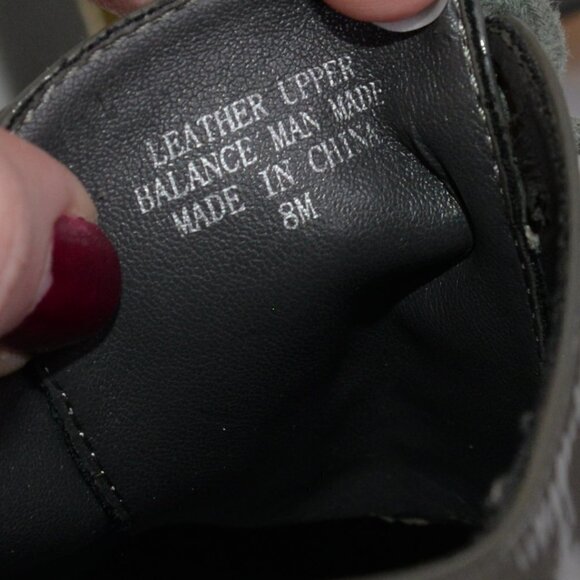 LEATHER UPPER
BALANCE MAN MADE
MADE IN CHINA
8M